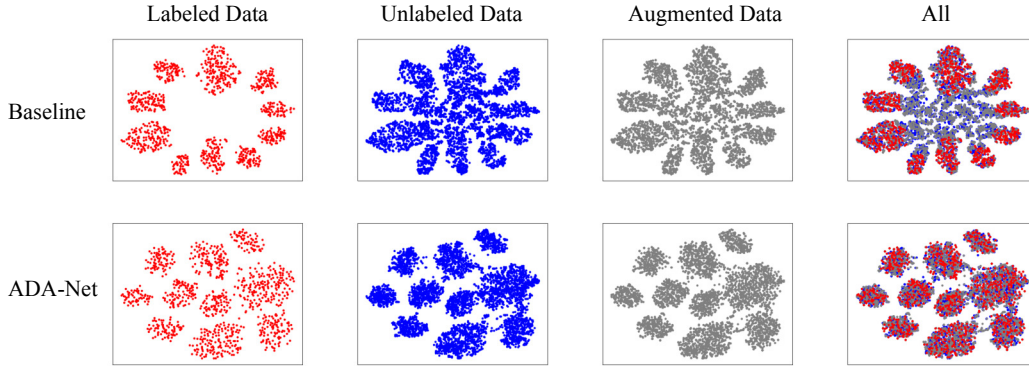 Labeled Data Unlabeled Data Augmented Data All
Baseline
ADA-Net